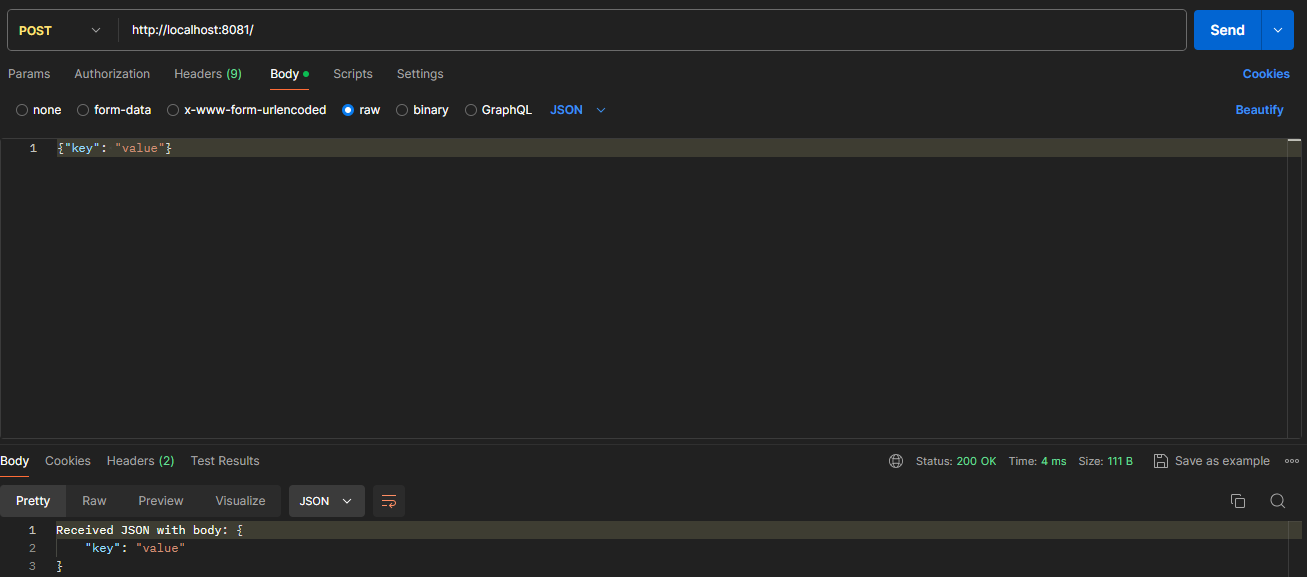 POST http://localhost:8081/ Send
Params Authorization Headers (9) Body Scripts Settings Cookies
none form-data x-www-form-urlencoded raw binary GraphQL JSON Beautify
1 {"key": "value"}
Body Cookies Headers (2) Test Results Status: 200 OK Time: 4 ms Size: 111 B Save as example
Pretty Raw Preview Visualize JSON
1 Received JSON with body: {
2 "key": "value"
3 }